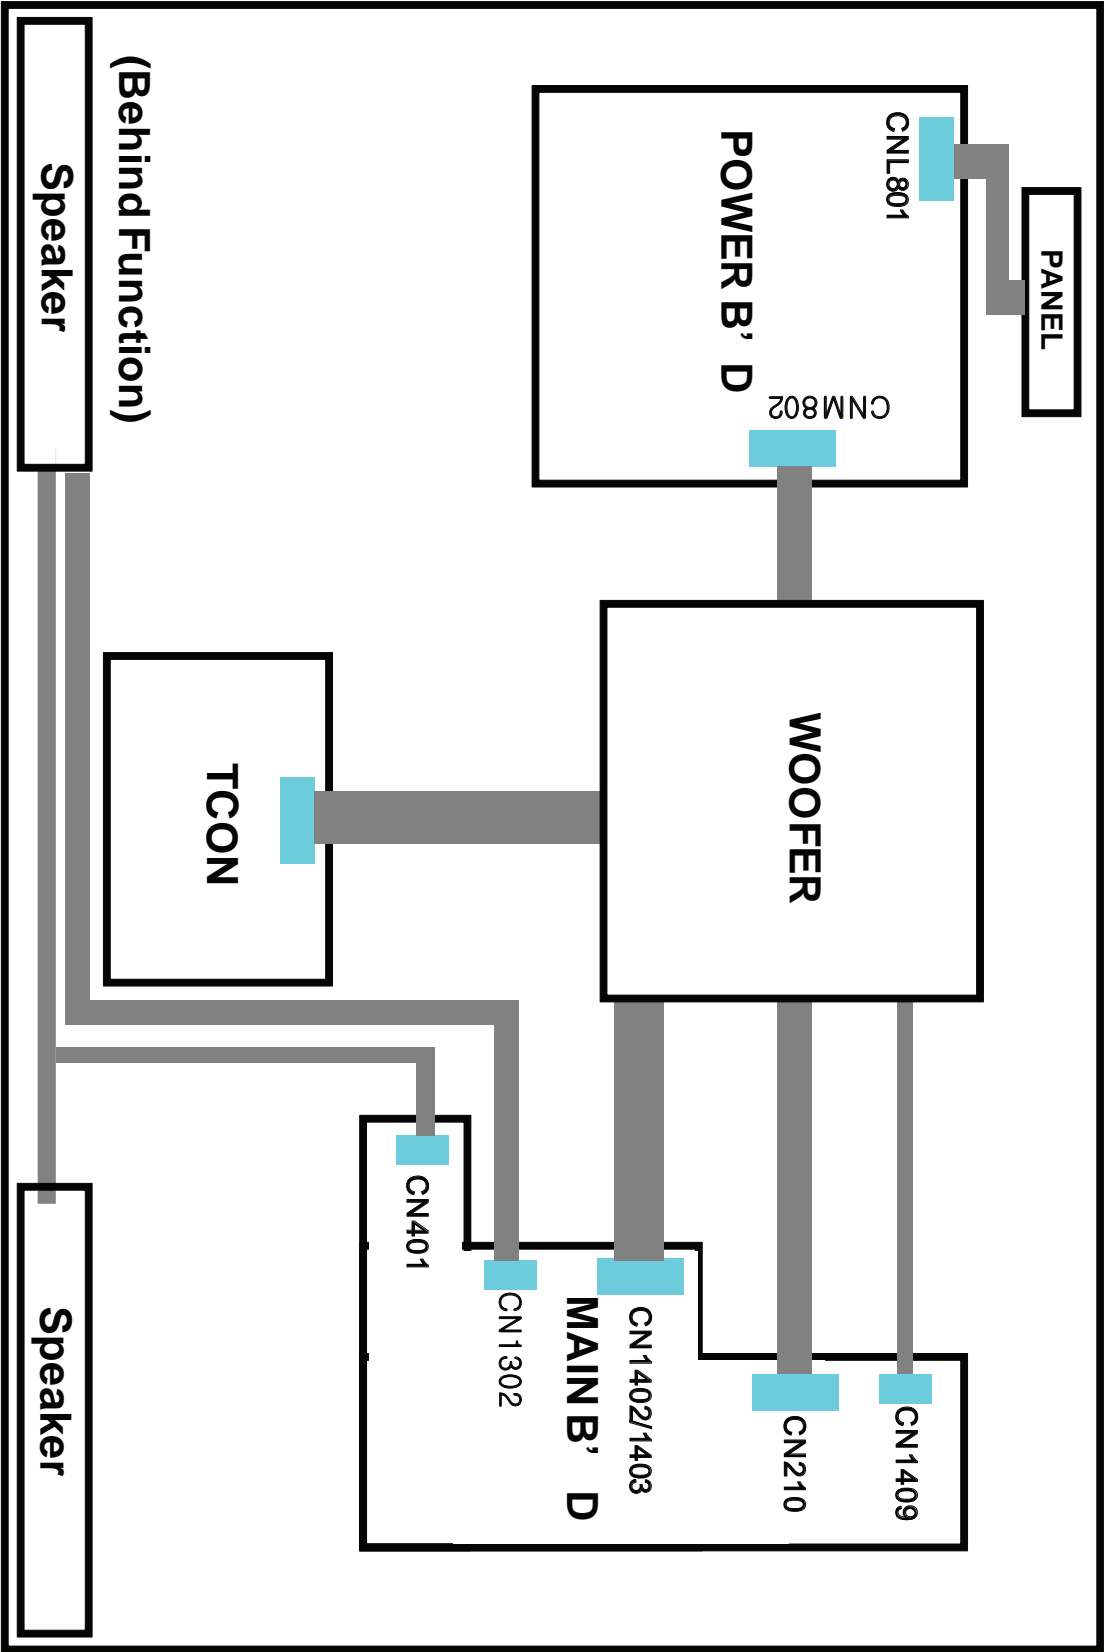 PANEL
CNL801
POWER B’ D
CNM802
WOOFER
TCON
CN1409
CN210
CN1402/1403
MAIN B’ D
CN1302
CN401
(Behind Function)
Speaker
Speaker